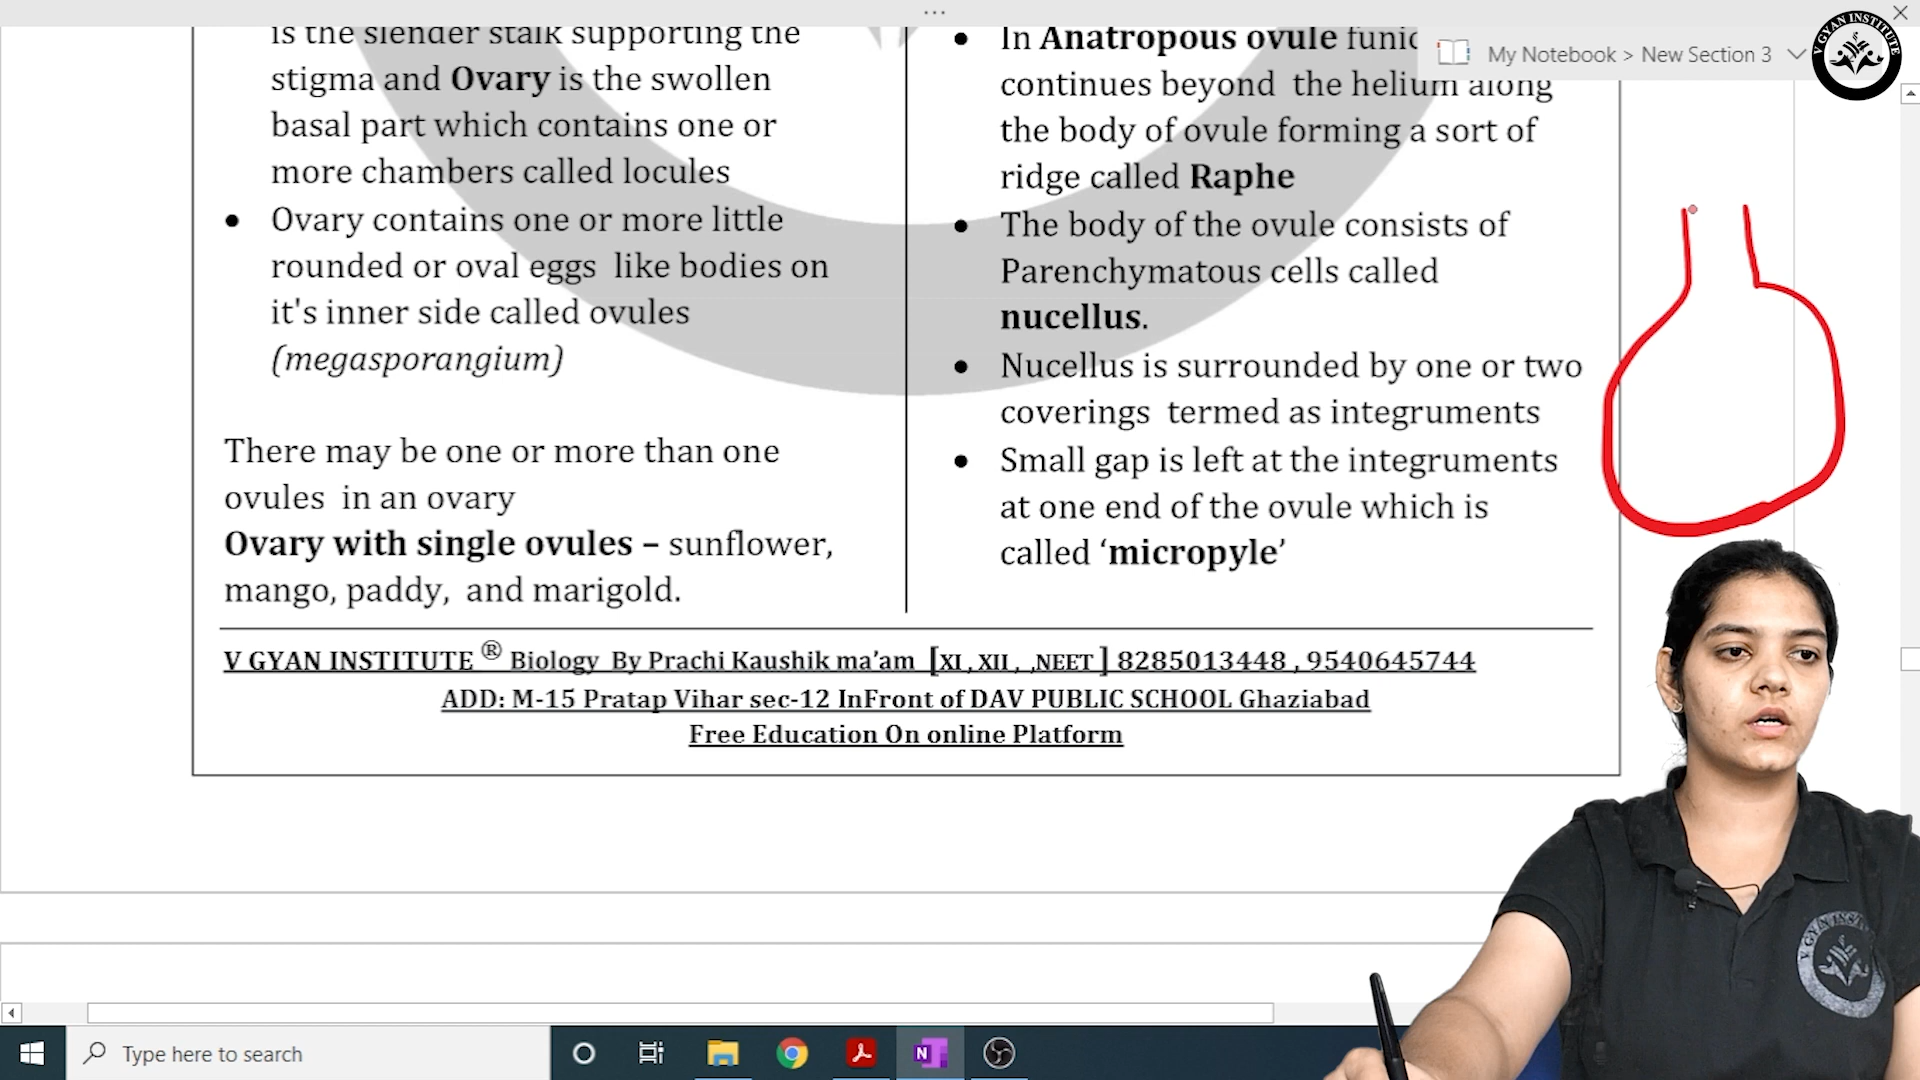 is the slender stalk supporting the
stigma and Ovary is the swollen
basal part which contains one or
more chambers called locules
• Ovary contains one or more little
rounded or oval eggs like bodies on
it's inner side called ovules
(megasporangium)
There may be one or more than one
ovules in an ovary
Ovary with single ovules – sunflower,
mango, paddy, and marigold.
• In Anatropous ovule
continues beyond the helium along
the body of ovule forming a sort of
ridge called Raphe
• The body of the ovule consists of
Parenchymatous cells called
nucellus.
• Nucellus is surrounded by one or two
coverings termed as integruments
• Small gap is left at the integruments
at one end of the ovule which is
called ‘micropyle’
V GYAN INSTITUTE ® Biology By Prachi Kaushik ma’am [XI , XII , ,NEET ] 8285013448 , 9540645744
ADD: M-15 Pratap Vihar sec-12 InFront of DAV PUBLIC SCHOOL Ghaziabad
Free Education On online Platform
My Notebook > New Section 3
V GYAN INSTITUTE
Type here to search